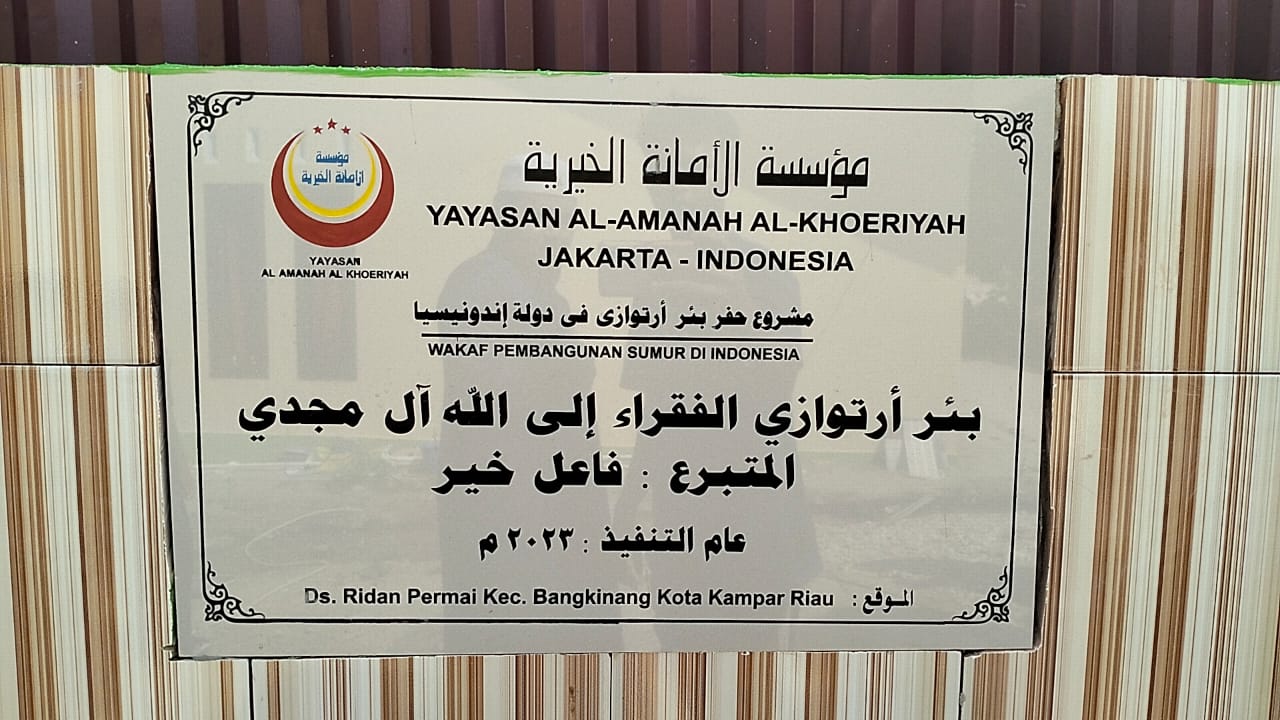 مؤسسة
الأمانة الخيرية
YAYASAN
AL AMANAH AL KHOERIYAH
مؤسسة الأمانة الخيرية
YAYASAN AL-AMANAH AL-KHOERIYAH
JAKARTA - INDONESIA
مشروع حفر بئر أرتوازى فى دولة إندونيسيا
WAKAF PEMBANGUNAN SUMUR DI INDONESIA
بئر أرتوازي الفقراء إلى الله آل مجدي
المتبرع : فاعل خير
عام التنفيذ : ٢٠٢٣ م
الموقع : Ds. Ridan Permai Kec. Bangkinang Kota Kampar Riau